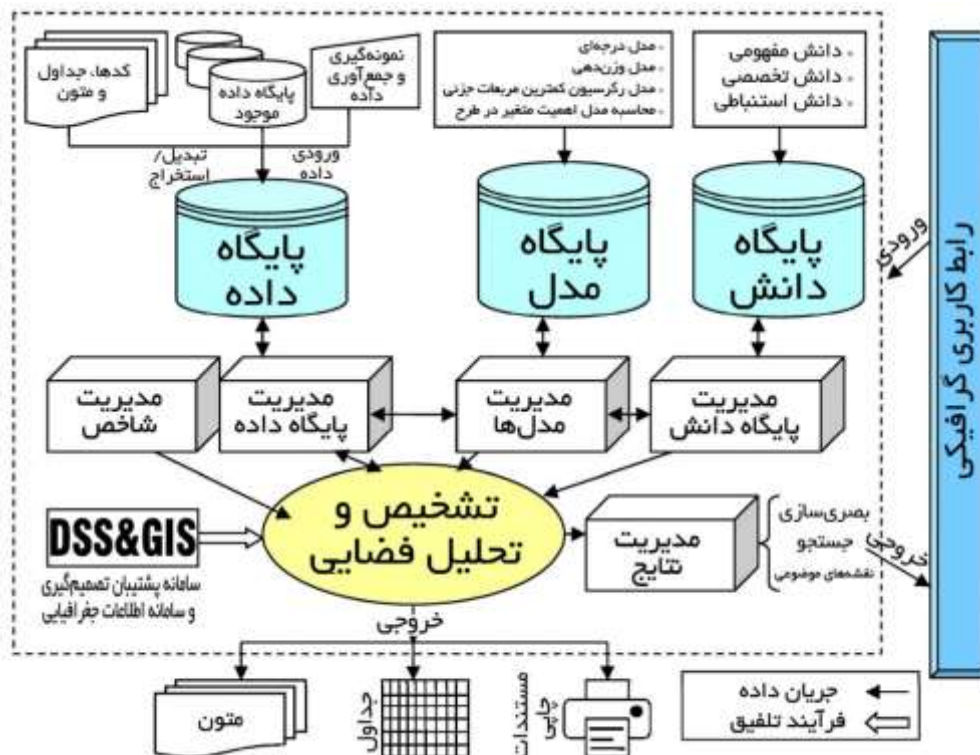 کدها، جداول
و متون
پایگاه داده
موجود
نمونه‌گیری
و جمع‌آوری
داده
تبدیل/
استخراج
ورودی
داده
• مدل درجه‌ای
• مدل وزن‌دهی
• مدل رگرسیون کمترین مربعات جزئی
• محاسبه مدل اهمیت متغیر در طرح
• دانش مفهومی
• دانش تخصصی
• دانش استنباطی
پایگاه
داده
پایگاه
مدل
پایگاه
دانش
ورودی
رابط کاربری گرافیکی
مدیریت
شاخص
مدیریت
پایگاه داده
مدیریت
مدل‌ها
مدیریت
پایگاه دانش
تشخیص و
تحلیل فضایی
DSS&GIS
سامانه پشتیبان تصمیم‌گیری
و سامانه اطلاعات جغرافیایی
مدیریت
نتایج
بصری‌سازی
جستجو
نقشه‌های موضوعی
خروجی
خروجی
متون
جداول
مستندات
چاپی
جریان داده
فرآیند تلفیق